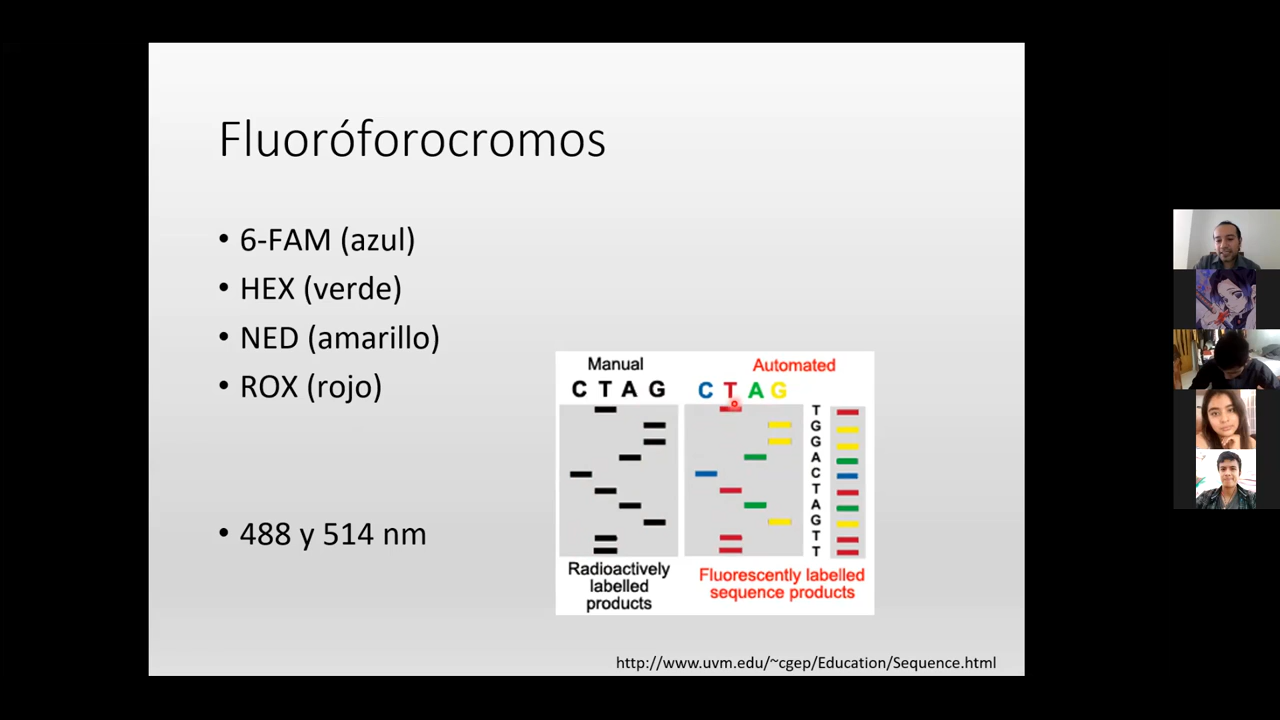 Fluoróforocromos
• 6-FAM (azul)
• HEX (verde)
• NED (amarillo)
• ROX (rojo)
• 488 y 514 nm
Manual
C T A G
Radioactively
labelled
products
Automated
C T A G
T
G
G
A
C
T
A
G
T
T
Fluorescently labelled
sequence products
http://www.uvm.edu/~cgep/Education/Sequence.html